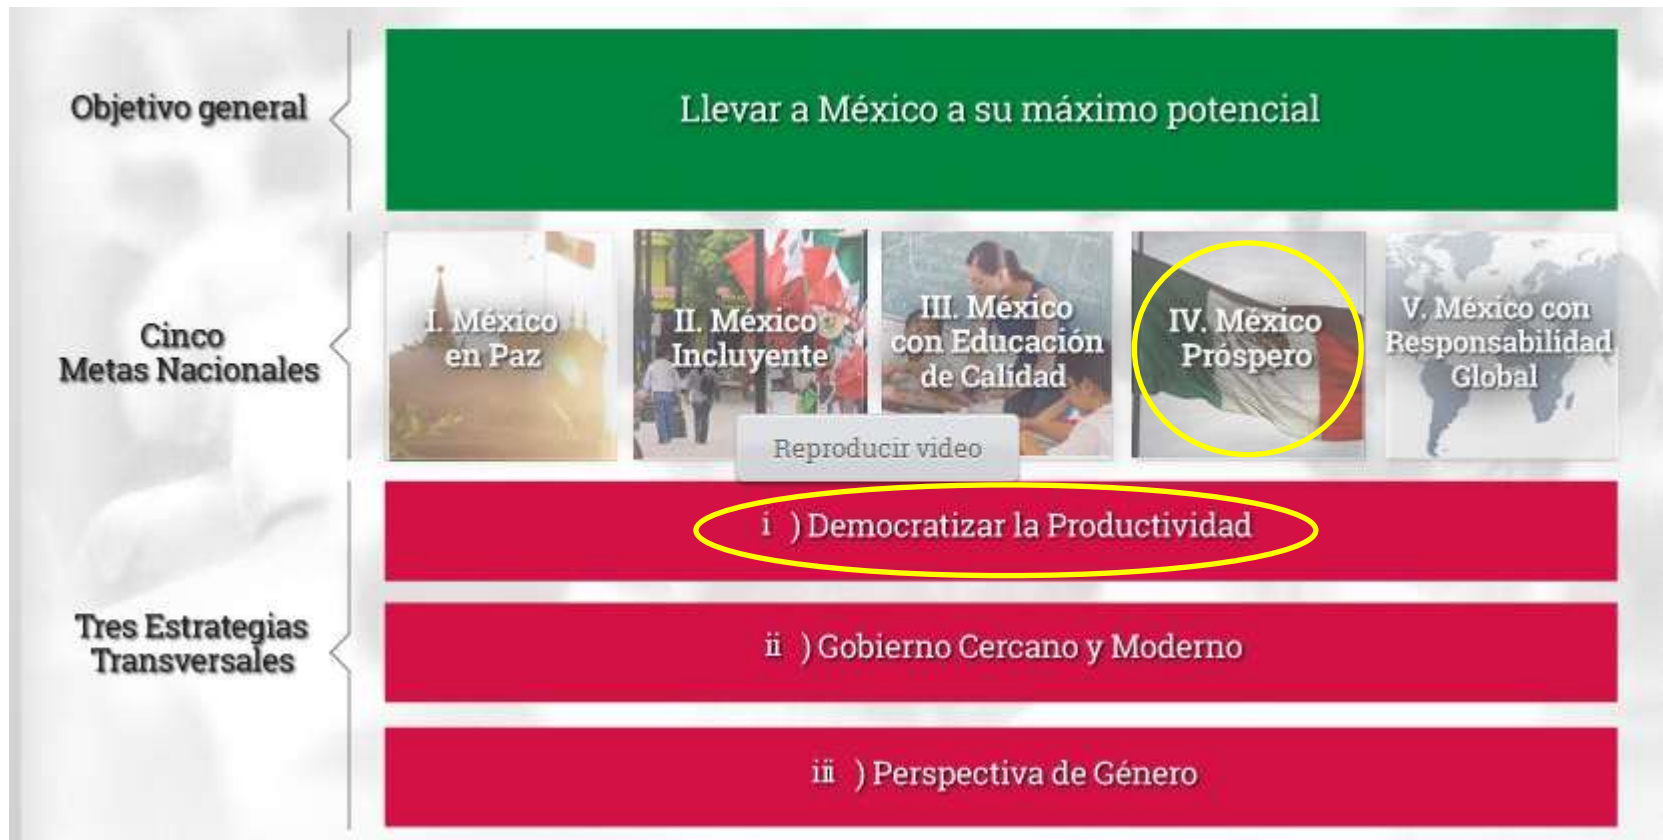 Objetivo general
Llevar a México a su máximo potencial
Cinco
Metas Nacionales
I. México
en Paz
II. México
Incluyente
III. México
con Educación
de Calidad
IV. México
Próspero
V. México con
Responsabilidad
Global
Reproducir video
Tres Estrategias
Transversales
i ) Democratizar la Productividad
ii ) Gobierno Cercano y Moderno
iii ) Perspectiva de Género